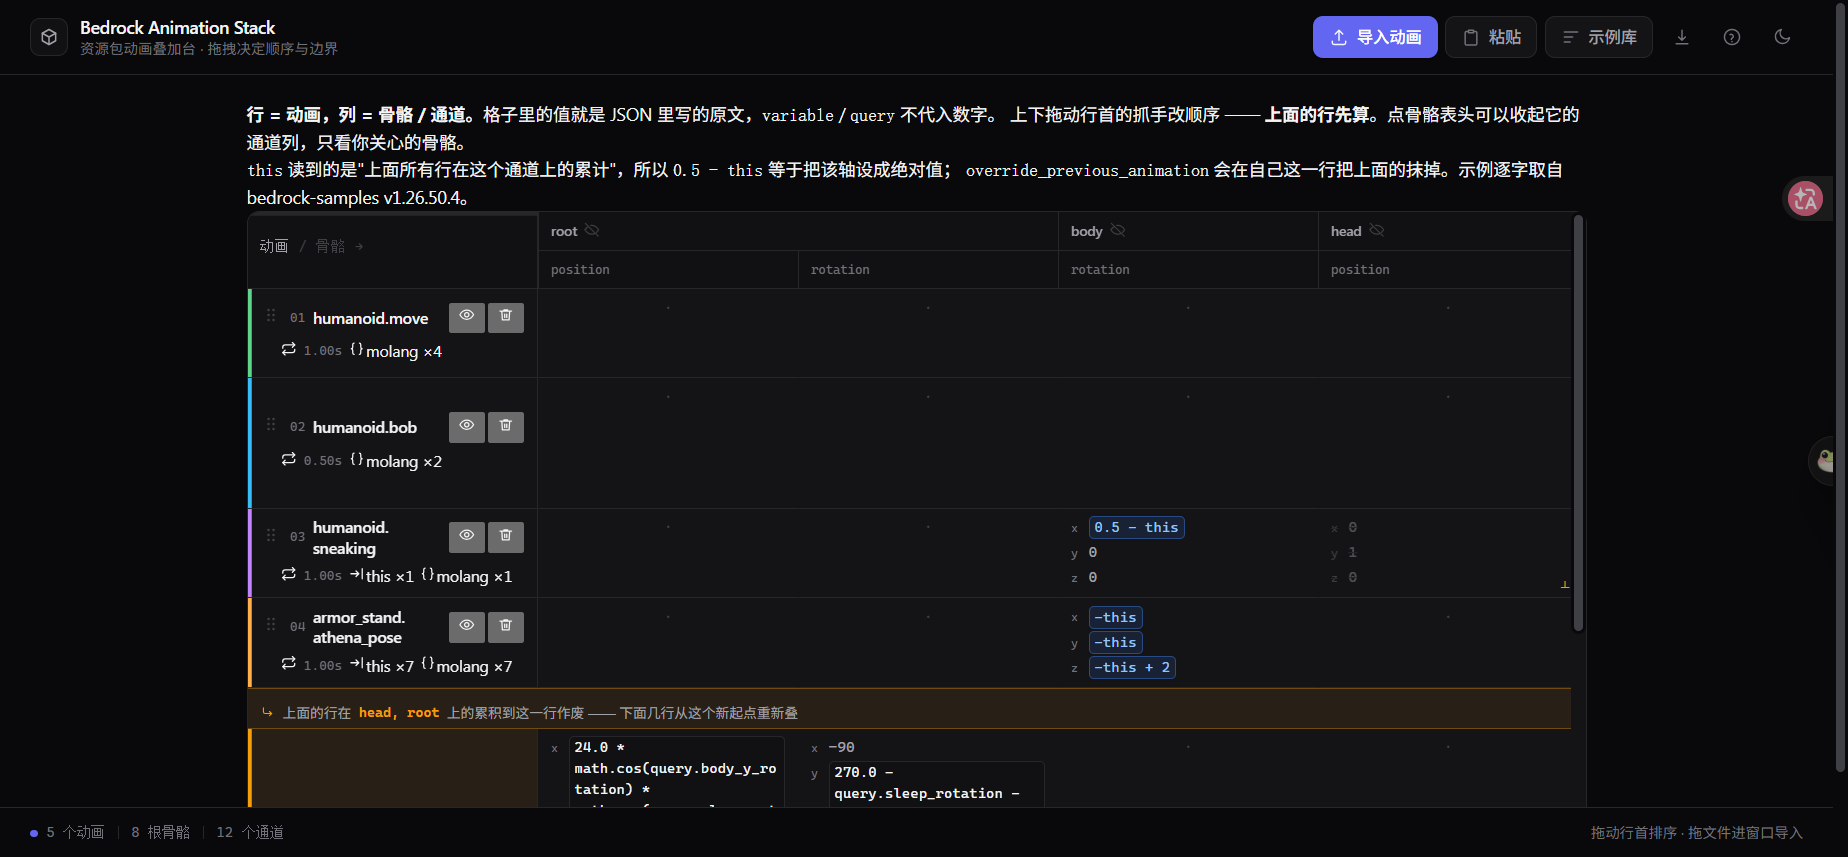 Bedrock Animation Stack
资源包动画叠加台 · 拖拽决定顺序与边界
导入动画
粘贴
示例库
行 = 动画，列 = 骨骼 / 通道。格子里的值就是 JSON 里写的原文，variable / query 不代入数字。 上下拖动行首的抓手改顺序 —— 上面的行先算。点骨骼表头可以收起它的
通道列，只看你关心的骨骼。
this 读到的是"上面所有行在这个通道上的累计"，所以 0.5 - this 等于把该轴设成绝对值； override_previous_animation 会在自己这一行把上面的抹掉。示例逐字取自
bedrock-samples v1.26.50.4。
动画 / 骨骼 →
root
body
head
position
rotation
rotation
position
01 humanoid.move
1.00s {} molang ×4
02 humanoid.bob
0.50s {} molang ×2
03 humanoid.
sneaking
1.00s this ×1 {} molang ×1
x 0.5 - this
y 0
z 0
x 0
y 1
z 0
04 armor_stand.
athena_pose
1.00s this ×7 {} molang ×7
x -this
y -this
z -this + 2
↳ 上面的行在 head, root 上的累积到这一行作废 —— 下面几行从这个新起点重新叠
x 24.0 *
math.cos(query.body_y_ro
tation) *
x -90
y 270.0 -
query.sleep_rotation -
5 个动画
8 根骨骼
12 个通道
拖动行首排序 · 拖文件进窗口导入